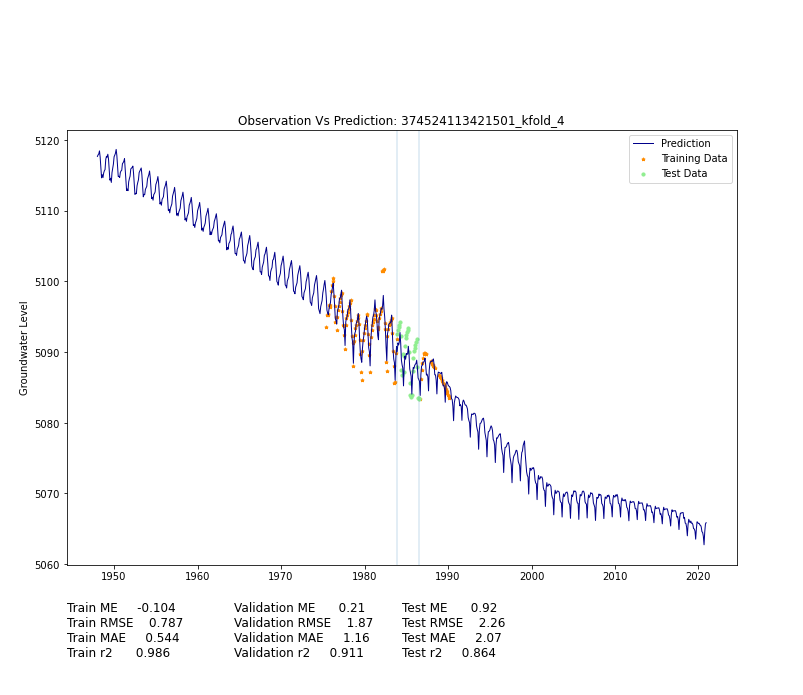 Observation Vs Prediction: 374524113421501_kfold_4
Prediction
Training Data
Test Data
Groundwater Level
5120
5110
5100
5090
5080
5070
5060
1950 1960 1970 1980 1990 2000 2010 2020
Train ME -0.104 Validation ME 0.21 Test ME 0.92
Train RMSE 0.787 Validation RMSE 1.87 Test RMSE 2.26
Train MAE 0.544 Validation MAE 1.16 Test MAE 2.07
Train r2 0.986 Validation r2 0.911 Test r2 0.864